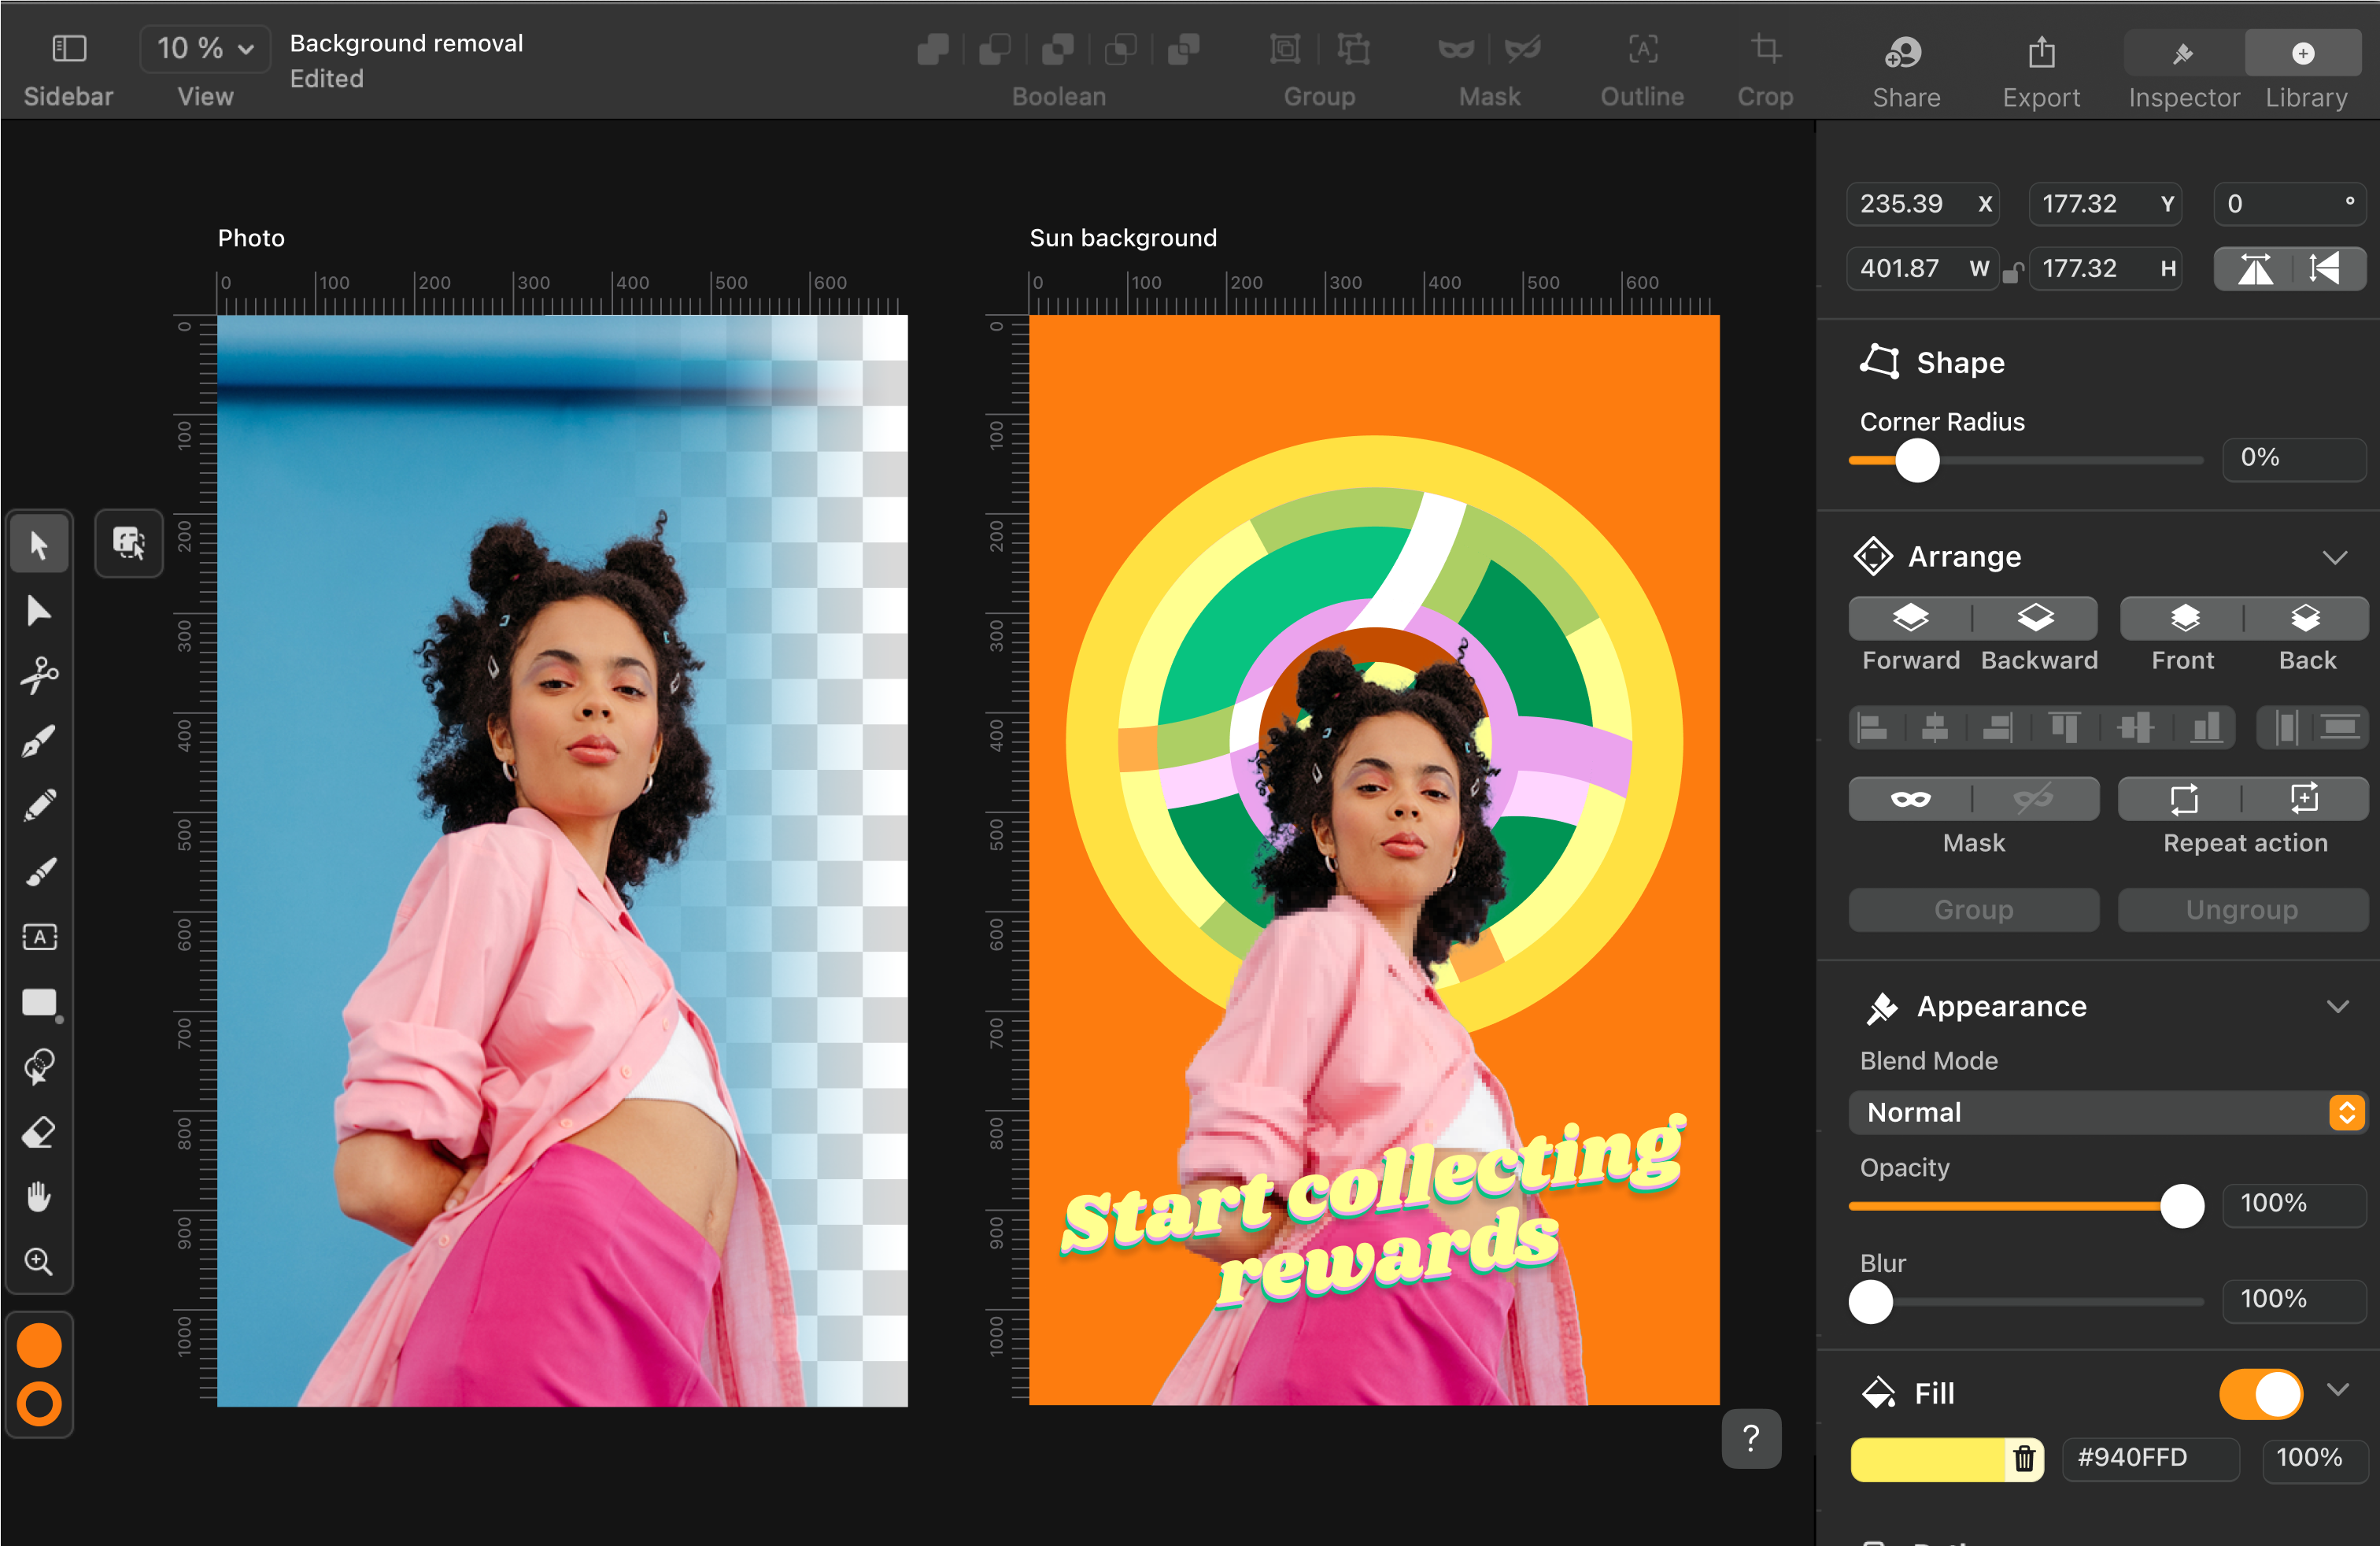 10 %
Background removal
Edited
Sidebar
View
Boolean
Group
Mask
Outline
Crop
Share
Export
Inspector
Library
Photo
0 100 200 300 400 500 600
0 100 200 300 400 500 600 700 800 900 1000
Sun background
0 100 200 300 400 500 600
0 100 200 300 400 500 600 700 800 900 1000
A
A
Start collecting
rewards
?
235.39 X
177.32 Y
0 °
401.87 W
177.32 H
Shape
Corner Radius
0%
Arrange
Forward
Backward
Front
Back
Mask
Repeat action
Group
Ungroup
Appearance
Blend Mode
Normal
Opacity
100%
Blur
100%
Fill
#940FFD
100%